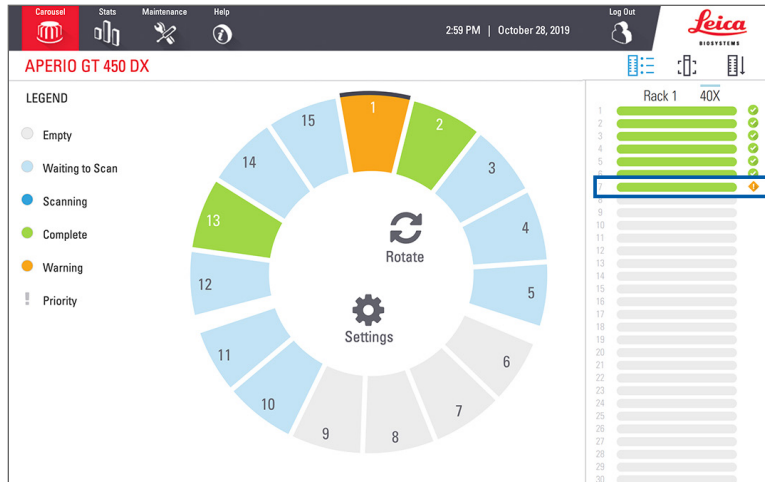 Carousel Stats Maintenance Help
2:59 PM | October 28, 2019
Log Out
Leica
BIOSYSTEMS
APERIO GT 450 DX
LEGEND
Empty
Waiting to Scan
Scanning
Complete
Warning
Priority
1
2
3
4
5
6
7
8
9
10
11
12
13
14
15
Rotate
Settings
Rack 1 40X
1
2
3
4
5
6
7
8
9
10
11
12
13
14
15
16
17
18
19
20
21
22
23
24
25
26
27
28
29
30